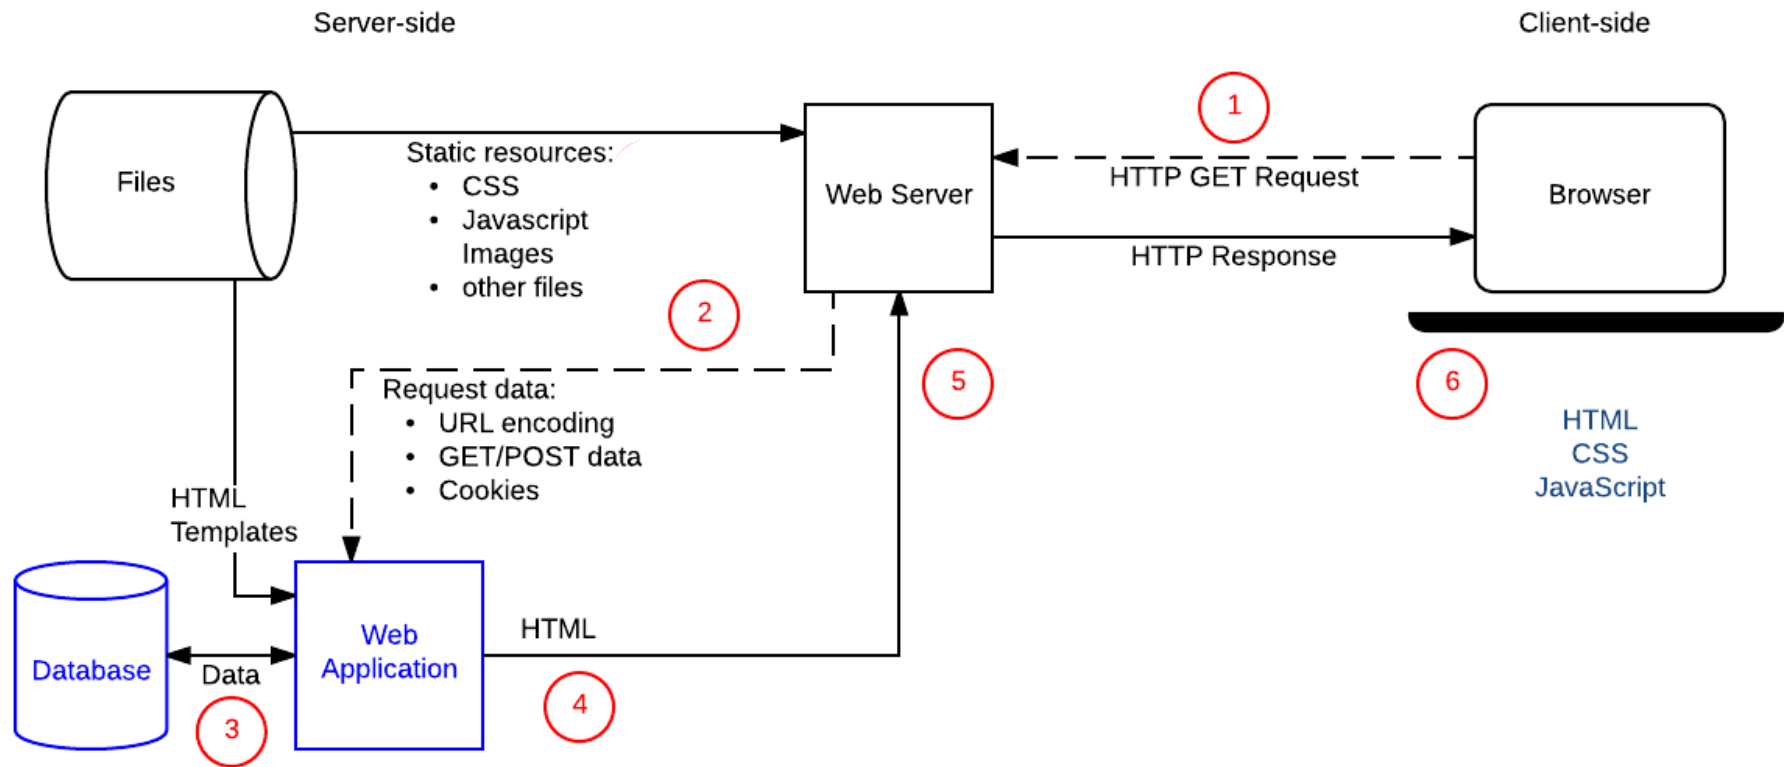 Server-side
Client-side
1
Files
Static resources:
• CSS
• Javascript
Images
• other files
Web Server
HTTP GET Request
HTTP Response
Browser
2
Request data:
• URL encoding
• GET/POST data
• Cookies
5
6
HTML
CSS
JavaScript
HTML
Templates
Database
Data
3
Web
Application
HTML
4